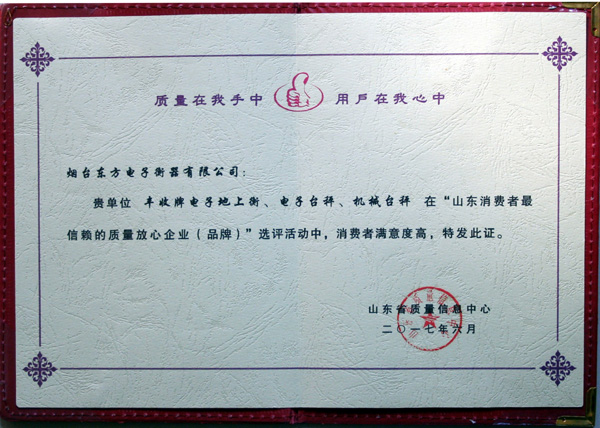 质量在我手中 用户在我心中
烟台东方电子衡器有限公司：
贵单位 丰收牌电子地上衡、电子台秤、机械台秤 在“山东消费者最
信赖的质量放心企业（品牌）”选评活动中，消费者满意度高，特发此证。
山东省质量信息中心
二〇一七年六月